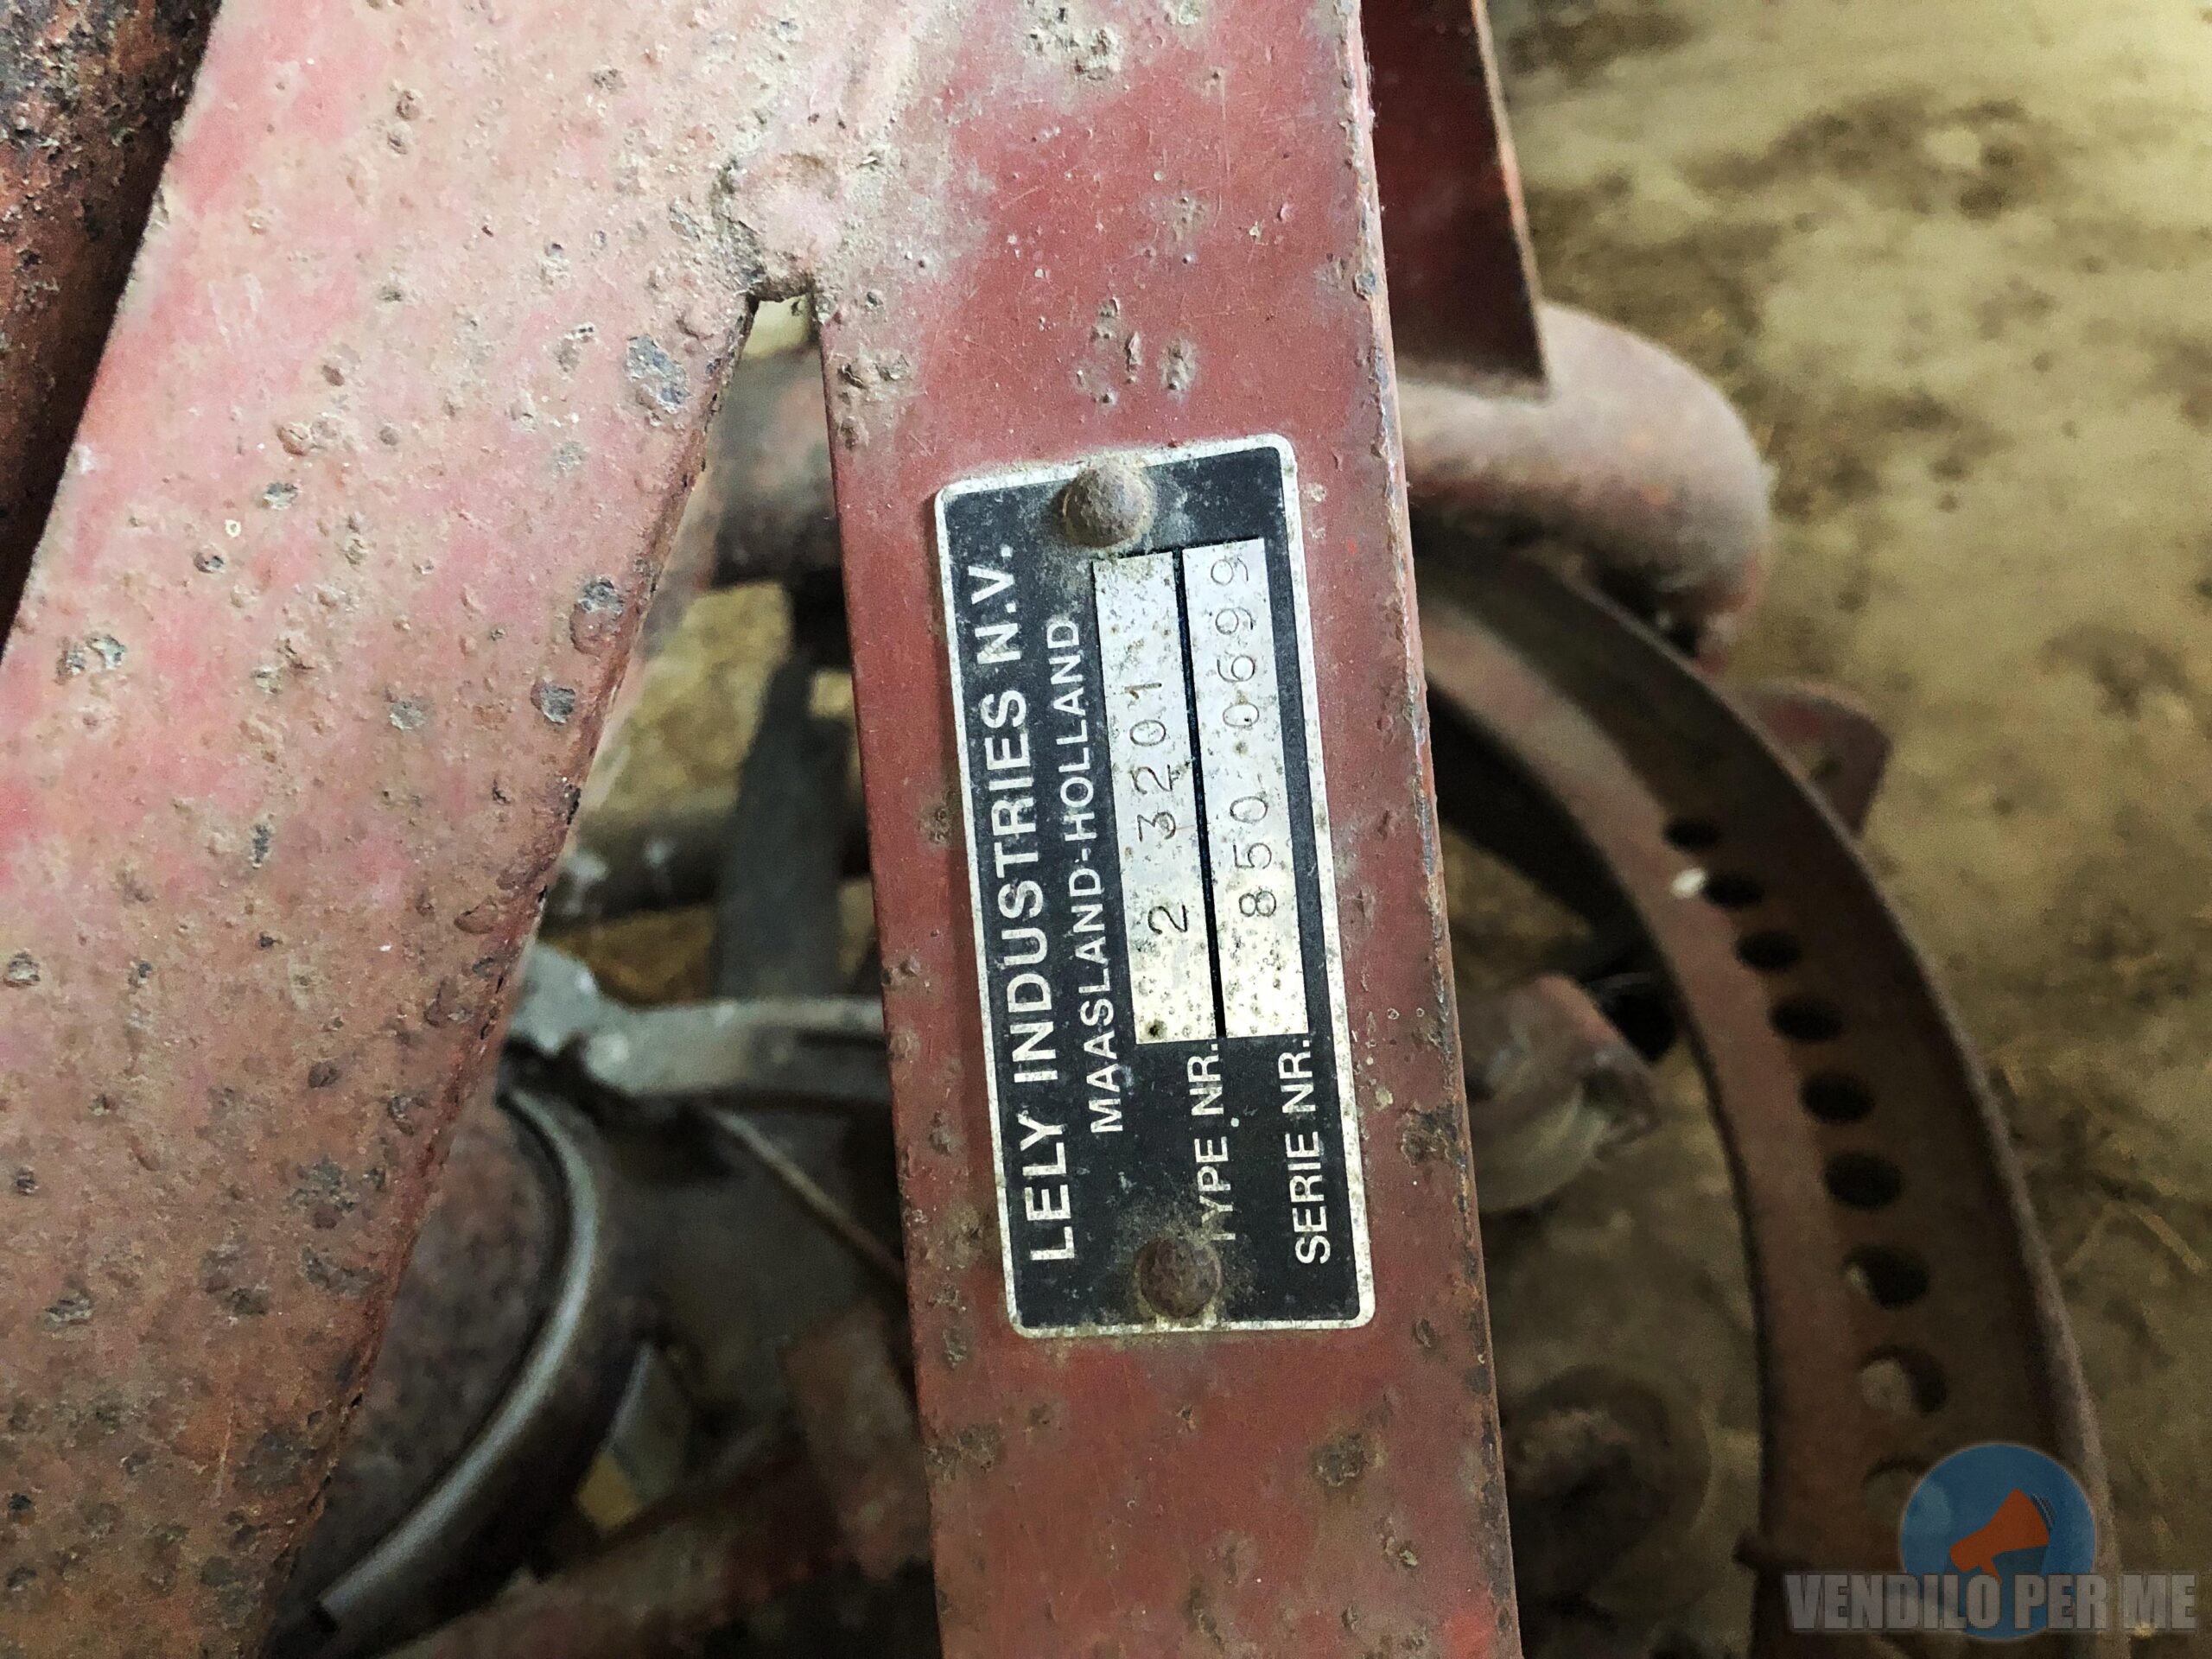 LELY INDUSTRIES N.V.
MAASLAND-HOLLAND
TYPE NR. 2 3201
SERIE NR. 850 0699
VENDILO PER ME